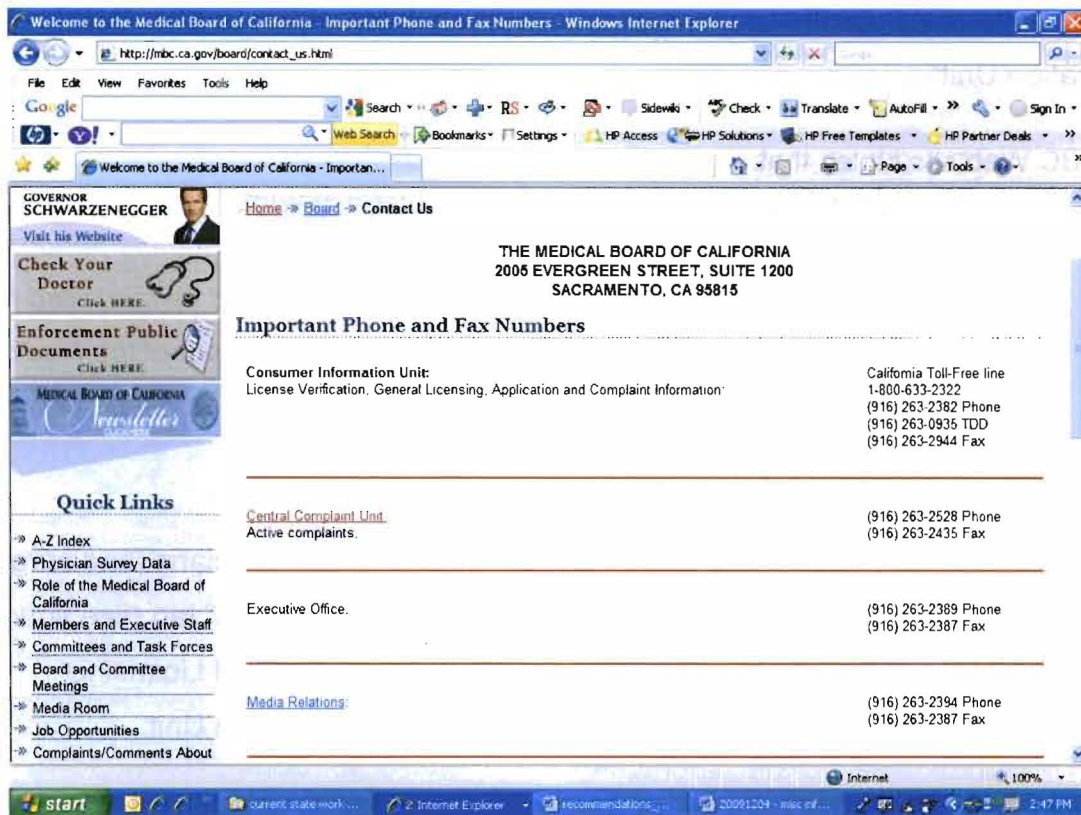 Welcome to the Medical Board of California - Important Phone and Fax Numbers - Windows Internet Explorer
http://mbc.ca.gov/board/contact_us.html
File Edit View Favorites Tools Help
Google Search RS Sidewiki Check Translate AutoFill Sign In
Web Search Bookmarks Settings HP Access HP Solutions HP Free Templates HP Partner Deals
Welcome to the Medical Board of California - Importan...
Page Tools
GOVERNOR
SCHWARZENEGGER
Visit his Website
Check Your
Doctor
Click HERE.
Enforcement Public
Documents
Click HERE
MEDICAL BOARD OF CALIFORNIA
Newsletter
Quick Links
A-Z Index
Physician Survey Data
Role of the Medical Board of
California
Members and Executive Staff
Committees and Task Forces
Board and Committee
Meetings
Media Room
Job Opportunities
Complaints/Comments About
Home Board Contact Us
THE MEDICAL BOARD OF CALIFORNIA
2005 EVERGREEN STREET, SUITE 1200
SACRAMENTO, CA 95815
Important Phone and Fax Numbers
Consumer Information Unit:
License Verification, General Licensing, Application and Complaint Information:
California Toll-Free line
1-800-633-2322
(916) 263-2382 Phone
(916) 263-0935 TDD
(916) 263-2944 Fax
Central Complaint Unit
Active complaints.
(916) 263-2528 Phone
(916) 263-2435 Fax
Executive Office.
(916) 263-2389 Phone
(916) 263-2387 Fax
Media Relations:
(916) 263-2394 Phone
(916) 263-2387 Fax
Internet 100%
start current state work ... 2 Internet Explorer recommendations_... 20091204 - misc inf... 2:47 PM